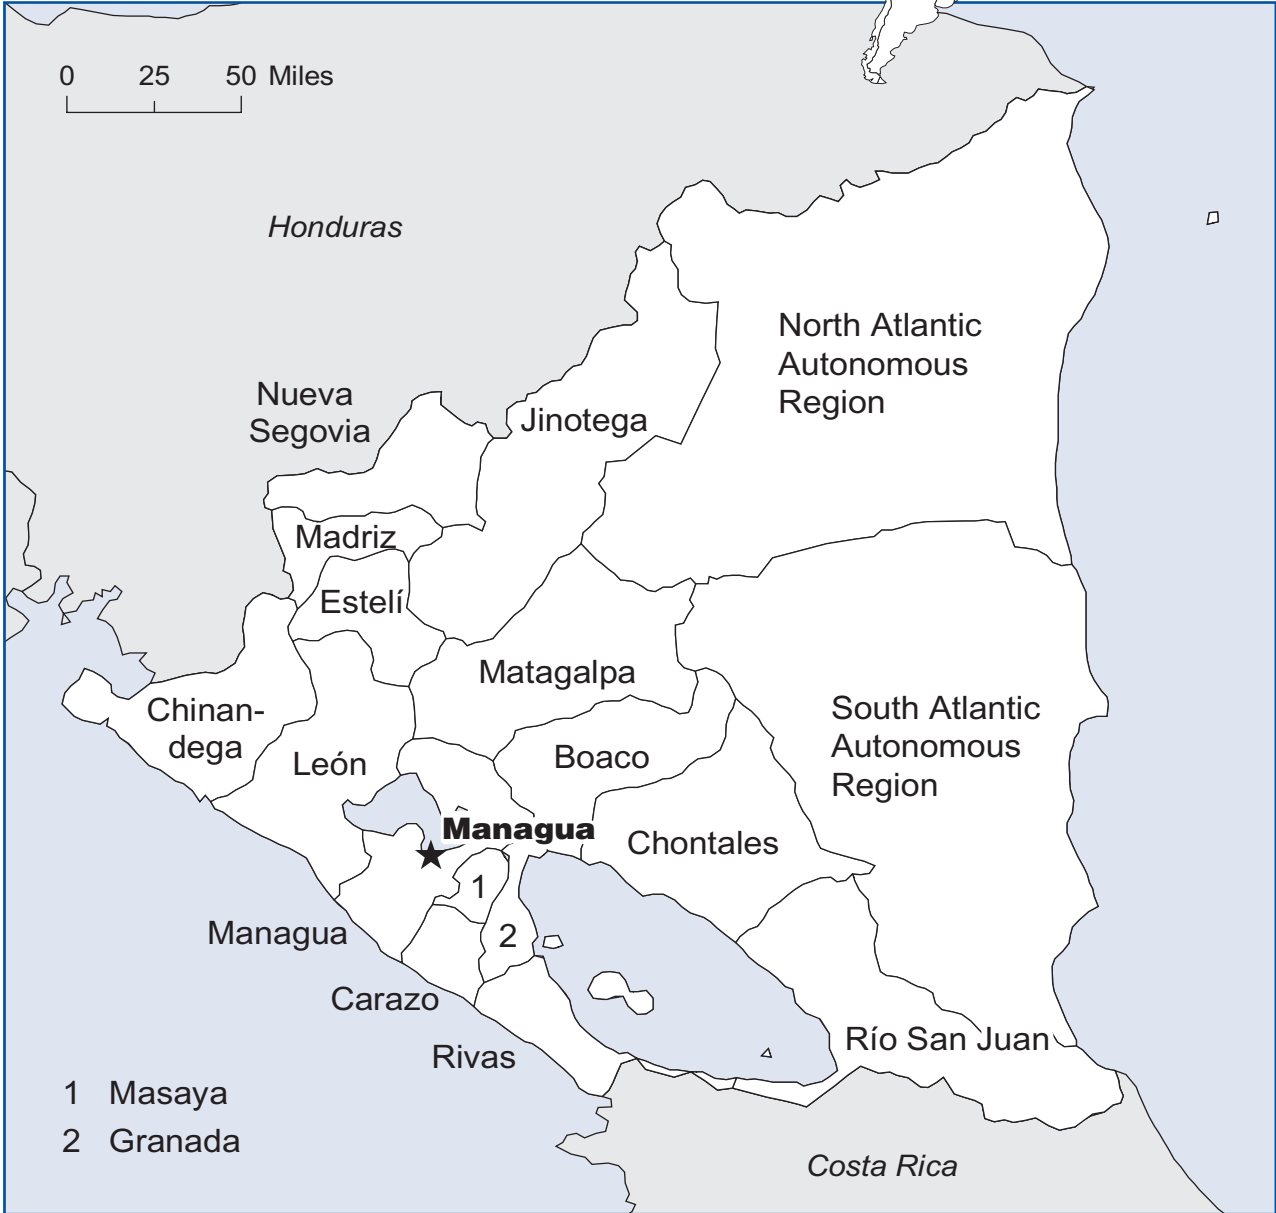 0 25 50 Miles
Honduras
North Atlantic
Autonomous
Region
Nueva
Segovia
Jinotega
Madriz
Estelí
Matagalpa
Chinan-
dega
South Atlantic
Autonomous
Region
León
Boaco
Managua
Chontales
1
2
Managua
Carazo
Río San Juan
Rivas
1 Masaya
2 Granada
Costa Rica